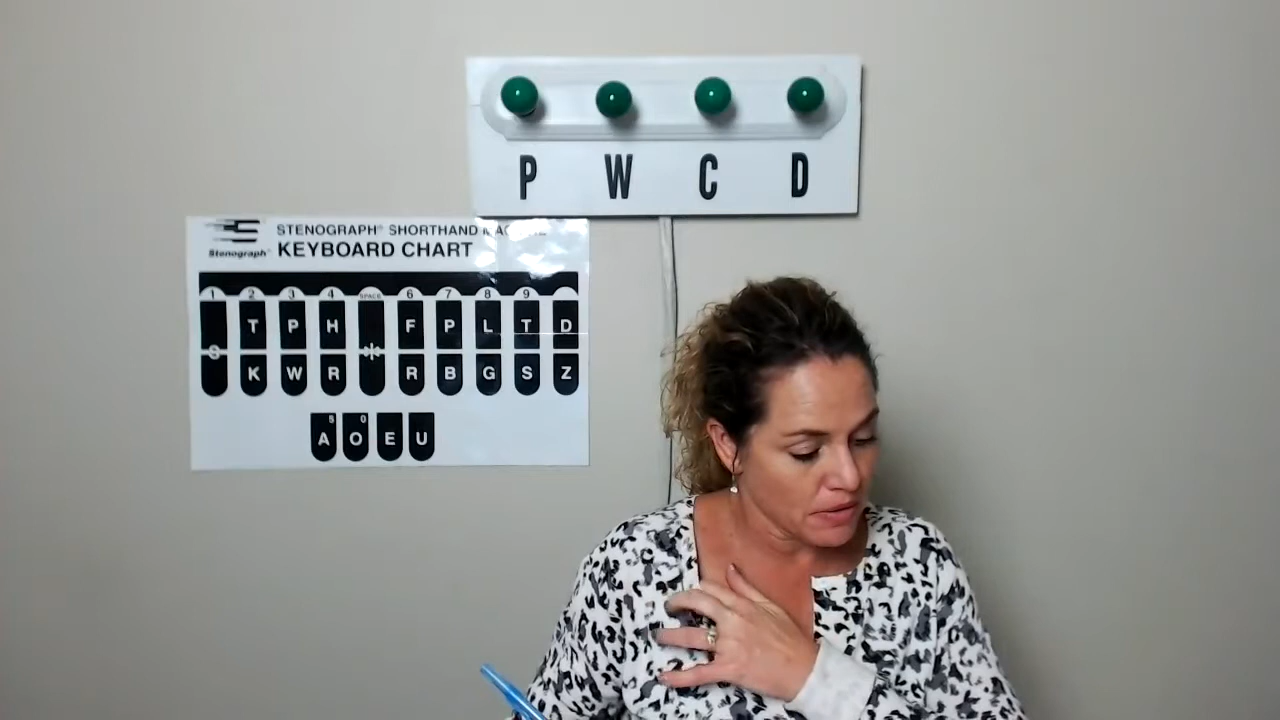 P W C D
STENOGRAPH® SHORTHAND
Stenograph® KEYBOARD CHART
1 2 3 4 SPACE 6 7 8 9
S T P H * F P L T D
K W R R B G S Z
5 0
A O E U